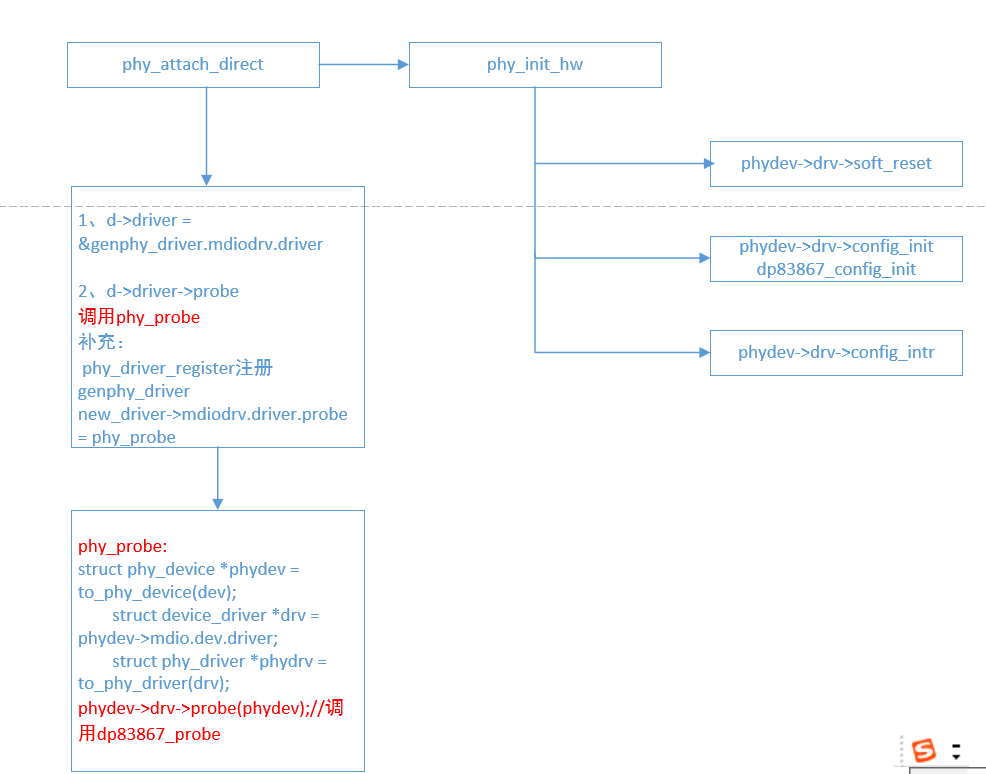 phy_attach_direct
phy_init_hw
phydev->drv->soft_reset
1、d->driver =
&genphy_driver.mdiodrv.driver
2、d->driver->probe
调用phy_probe
补充：
phy_driver_register注册
genphy_driver
new_driver->mdiodrv.driver.probe
= phy_probe
phydev->drv->config_init
dp83867_config_init
phydev->drv->config_intr
phy_probe:
struct phy_device *phydev =
to_phy_device(dev);
struct device_driver *drv =
phydev->mdio.dev.driver;
struct phy_driver *phydrv =
to_phy_driver(drv);
phydev->drv->probe(phydev);//调
用dp83867_probe